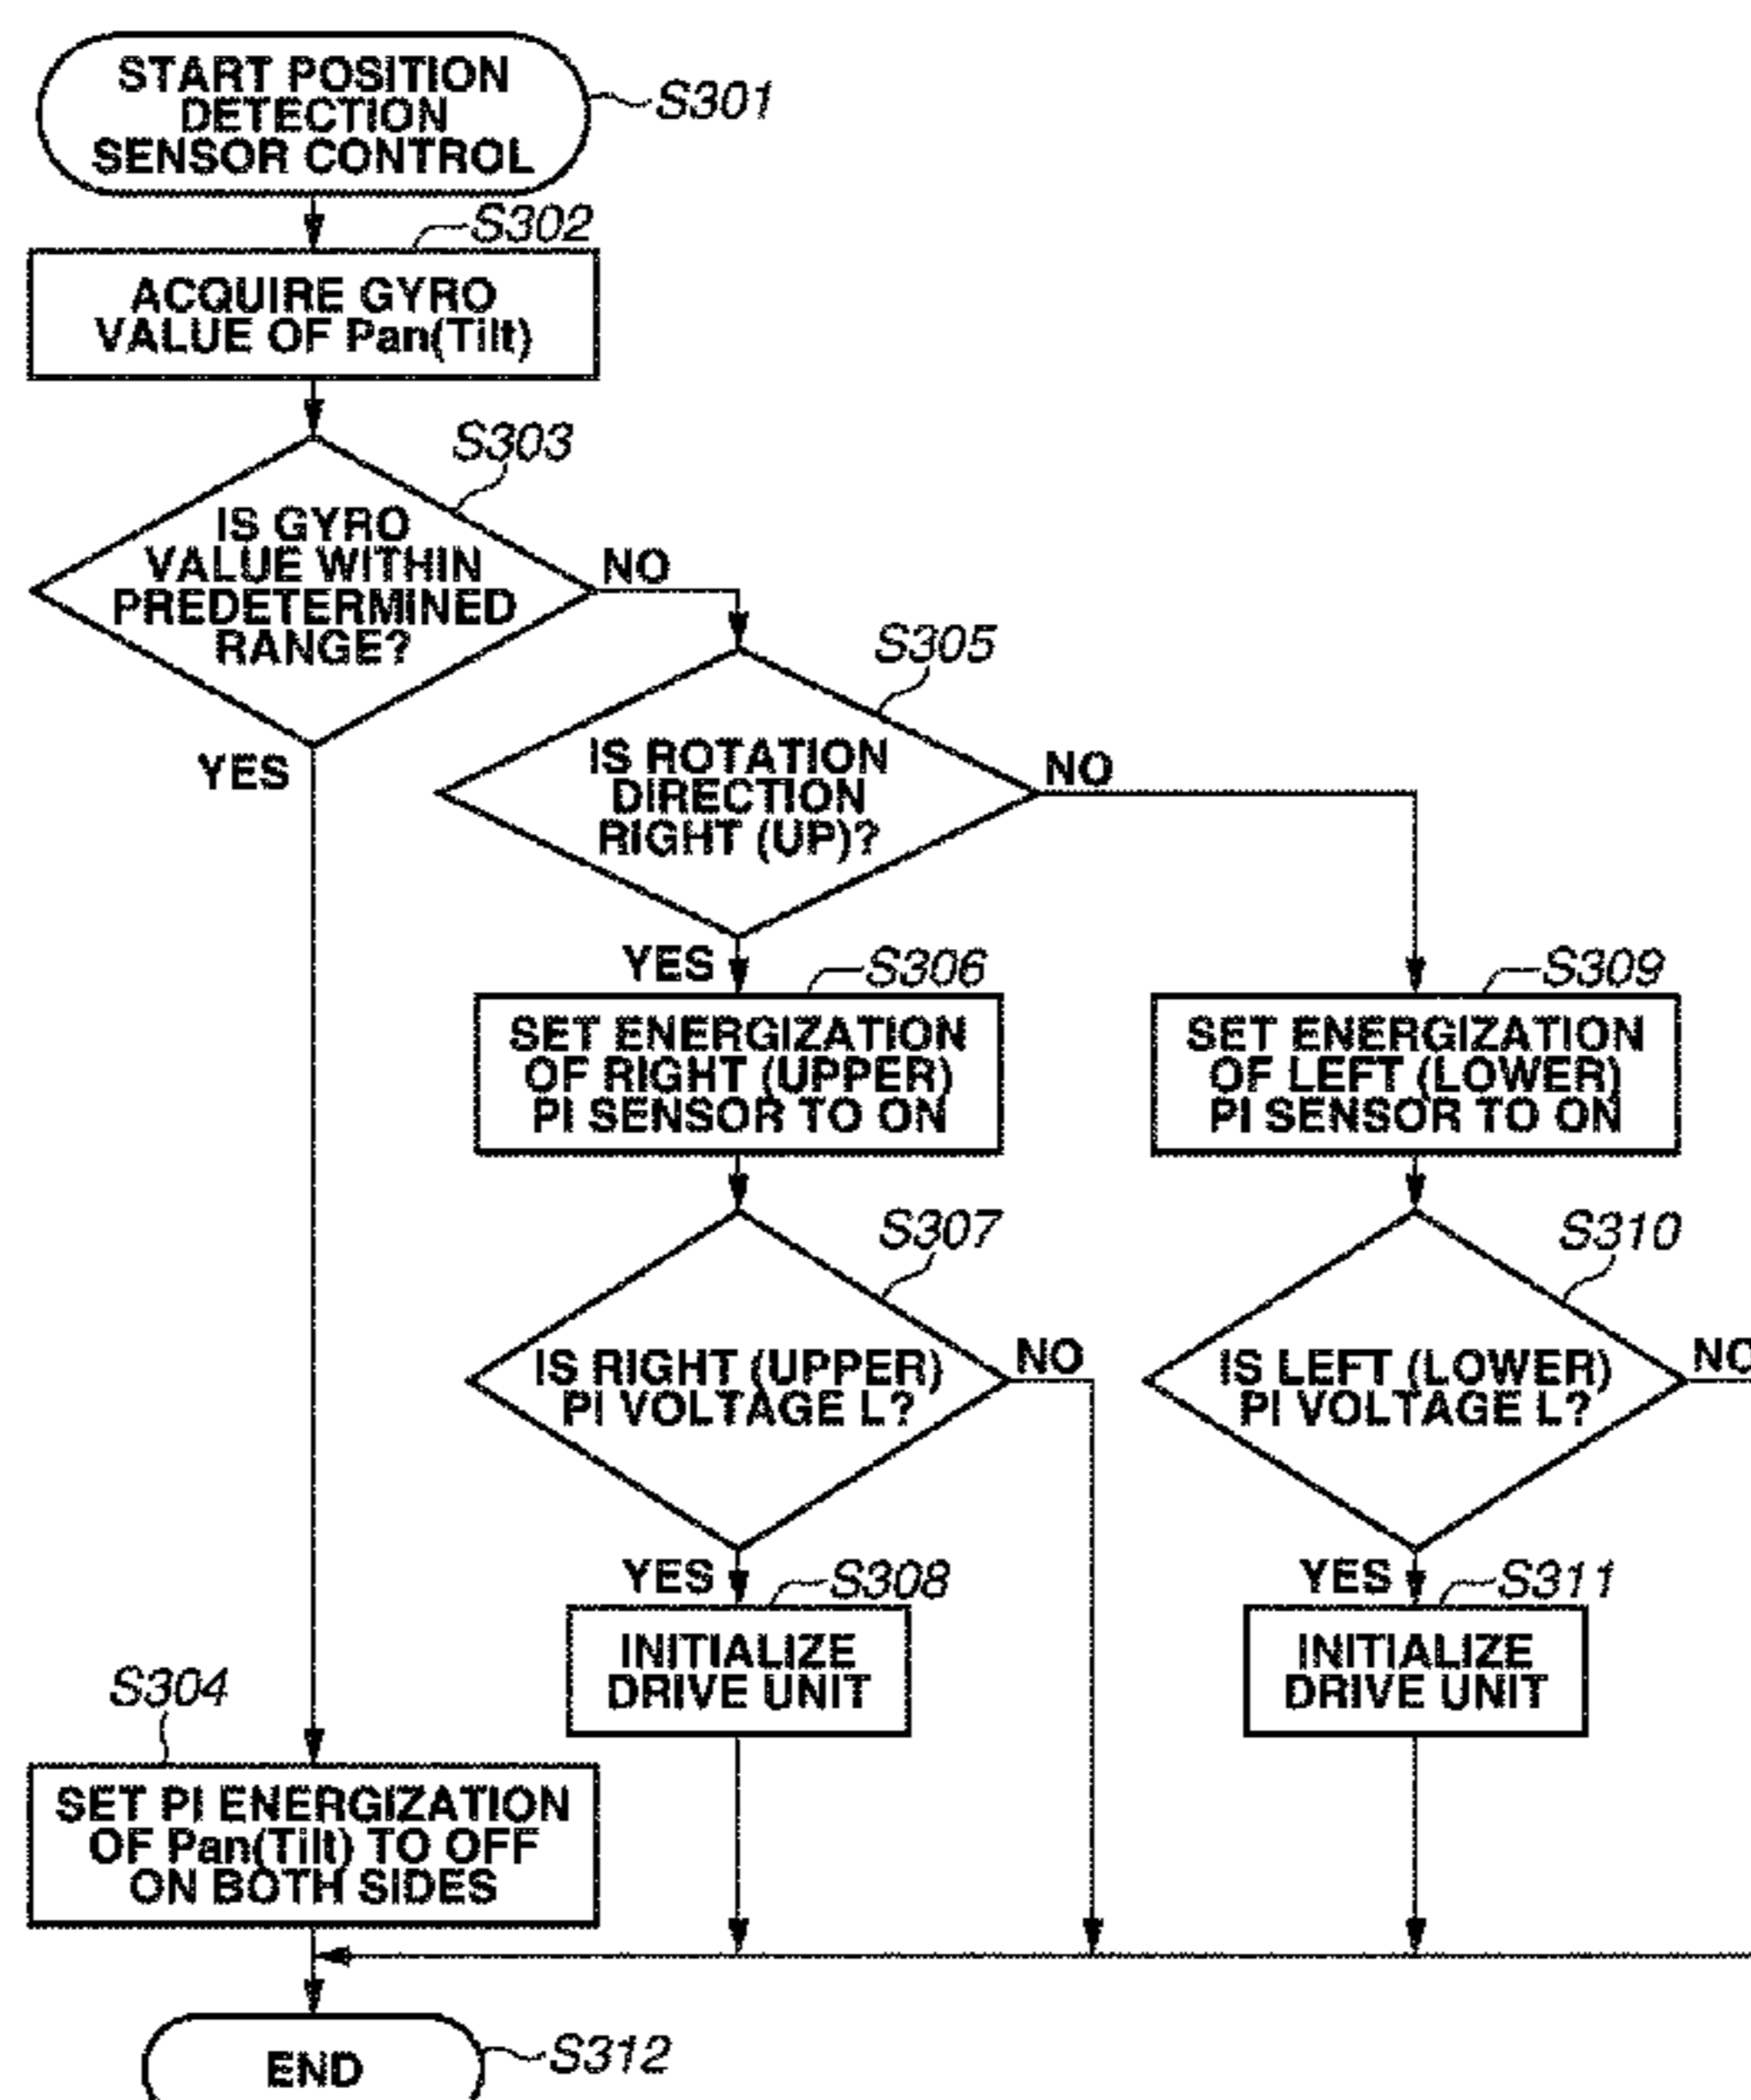 START POSITION
DETECTION
SENSOR CONTROL
S301
S302
ACQUIRE GYRO
VALUE OF Pan(Tilt)
S303
IS GYRO
VALUE WITHIN
PREDETERMINED
RANGE?
NO
YES
S305
IS ROTATION
DIRECTION
RIGHT (UP)?
NO
YES
S306
SET ENERGIZATION
OF RIGHT (UPPER)
PI SENSOR TO ON
S309
SET ENERGIZATION
OF LEFT (LOWER)
PI SENSOR TO ON
S307
IS RIGHT (UPPER)
PI VOLTAGE L?
NO
S310
IS LEFT (LOWER)
PI VOLTAGE L?
NO
YES
S308
INITIALIZE
DRIVE UNIT
YES
S311
INITIALIZE
DRIVE UNIT
S304
SET PI ENERGIZATION
OF Pan(Tilt) TO OFF
ON BOTH SIDES
END
S312